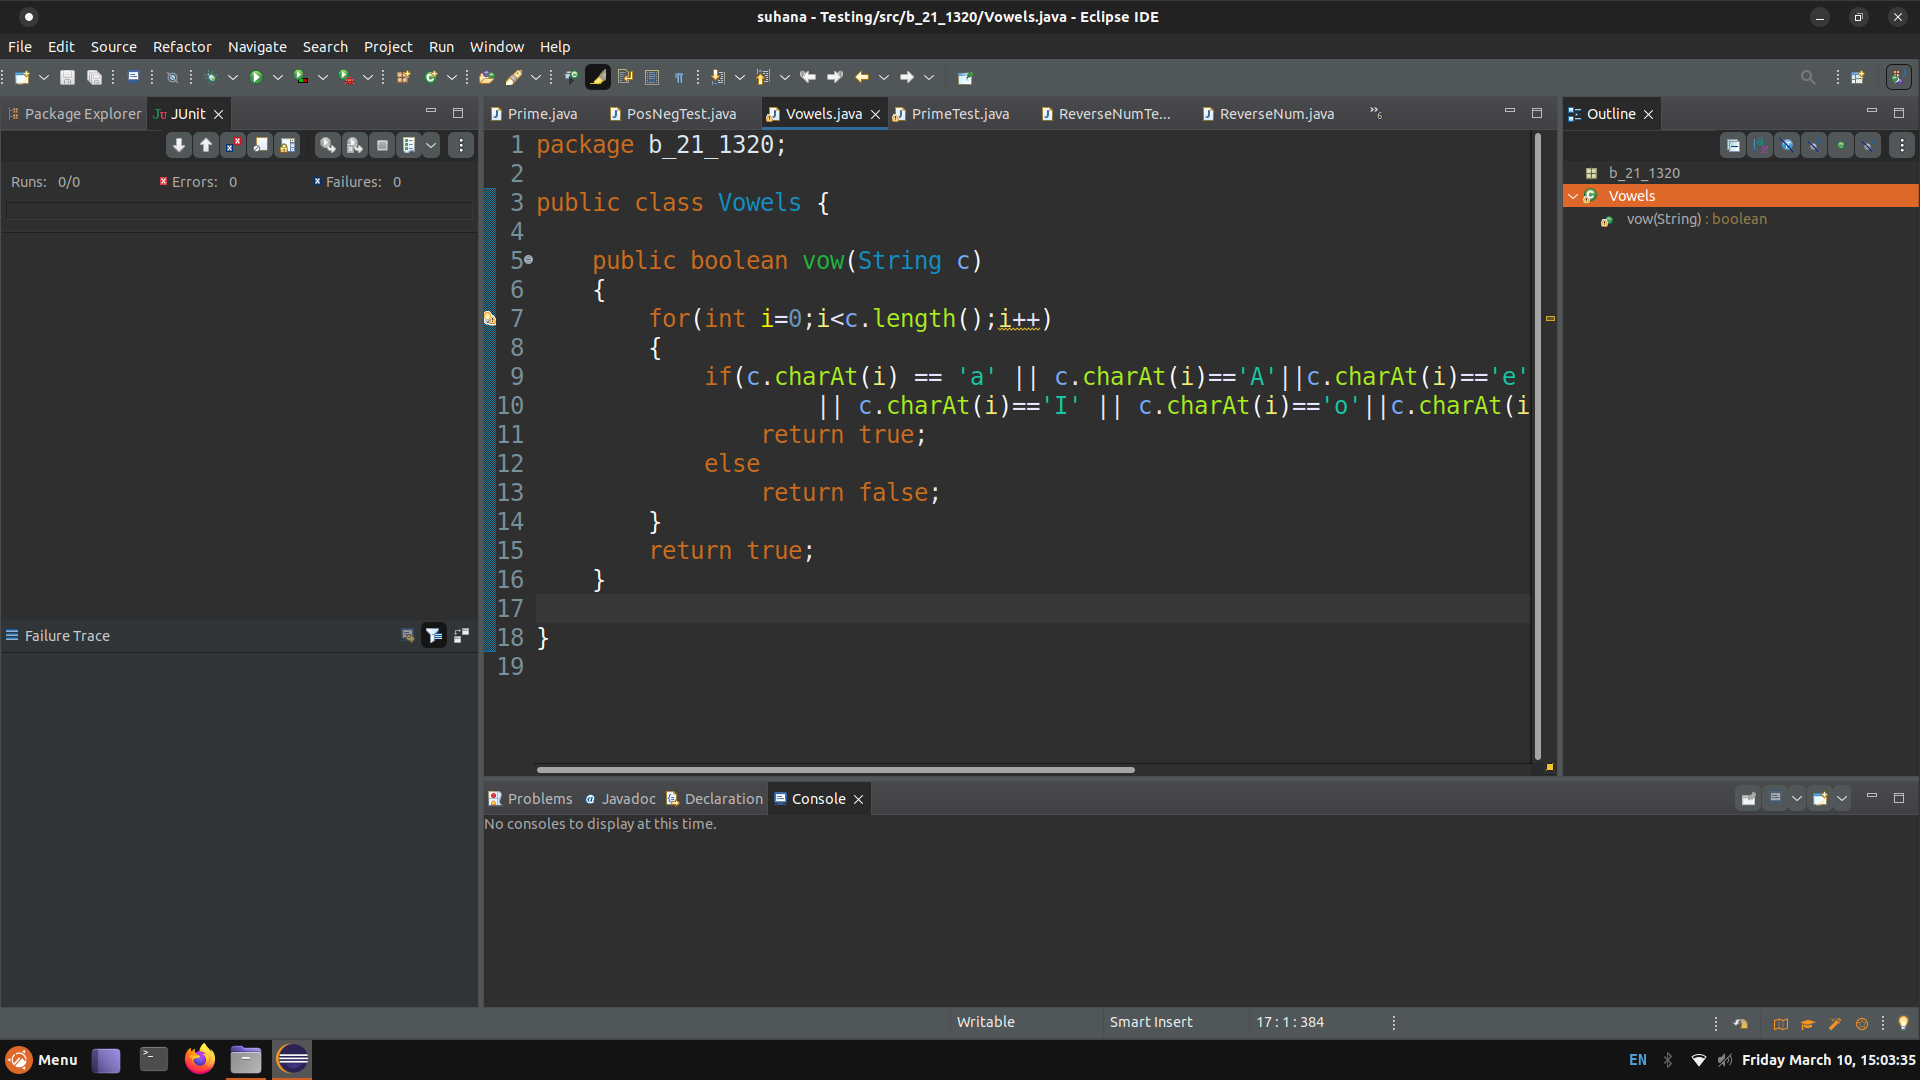 suhana - Testing/src/b_21_1320/Vowels.java - Eclipse IDE
File Edit Source Refactor Navigate Search Project Run Window Help
Package Explorer JUnit
Prime.java PosNegTest.java Vowels.java PrimeTest.java ReverseNumTe... ReverseNum.java »6
Outline
Runs: 0/0 Errors: 0 Failures: 0
b_21_1320
Vowels
vow(String) : boolean
1 package b_21_1320;
2
3 public class Vowels {
4
5 public boolean vow(String c)
6 {
7 for(int i=0;i<c.length();i++)
8 {
9 if(c.charAt(i) == 'a' || c.charAt(i)=='A'||c.charAt(i)=='e'
10 || c.charAt(i)=='I' || c.charAt(i)=='o'||c.charAt(i
11 return true;
12 else
13 return false;
14 }
15 return true;
16 }
17
18 }
19
Failure Trace
Problems Javadoc Declaration Console
No consoles to display at this time.
Writable Smart Insert 17 : 1 : 384
Menu EN Friday March 10, 15:03:35